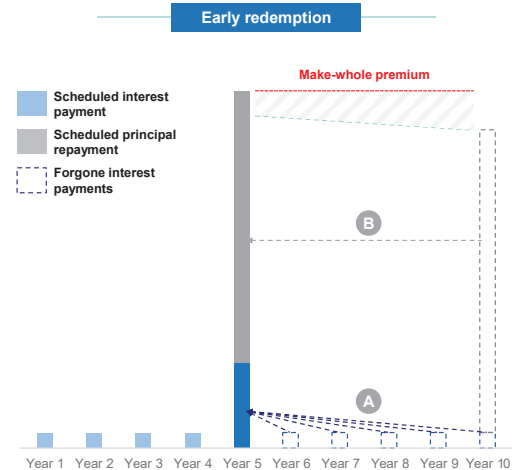 Early redemption
Make-whole premium
Scheduled interest
payment
Scheduled principal
repayment
Forgone interest
payments
B
A
Year 1 Year 2 Year 3 Year 4 Year 5 Year 6 Year 7 Year 8 Year 9 Year 10